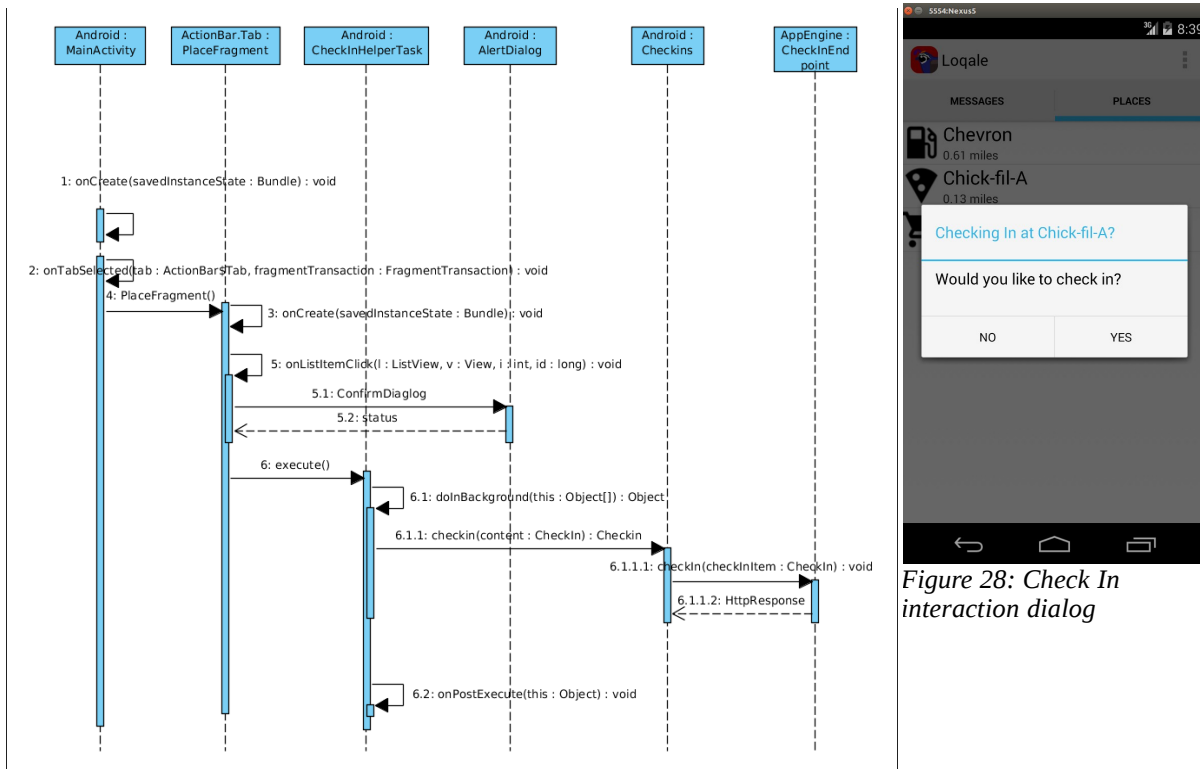 Android :
MainActivity
ActionBar.Tab :
PlaceFragment
Android :
CheckInHelperTask
Android :
AlertDialog
Android :
Checkins
AppEngine :
CheckInEnd
point
1: onCreate(savedInstanceState : Bundle) : void
2: onTabSelected(tab : ActionBar$Tab, fragmentTransaction : FragmentTransaction) : void
4: PlaceFragment()
3: onCreate(savedInstanceState : Bundle) : void
5: onListItemClick(l : ListView, v : View, i : int, id : long) : void
5.1: ConfirmDiaglog
5.2: status
6: execute()
6.1: doInBackground(this : Object[]) : Object
6.1.1: checkin(content : CheckIn) : Checkin
6.1.1.1: checkIn(checkInItem : CheckIn) : void
6.1.1.2: HttpResponse
6.2: onPostExecute(this : Object) : void
5554:Nexus5
3G 8:39
Loqale
MESSAGES PLACES
Chevron
0.61 miles
Chick-fil-A
0.13 miles
Checking In at Chick-fil-A?
Would you like to check in?
NO YES
Figure 28: Check In
interaction dialog